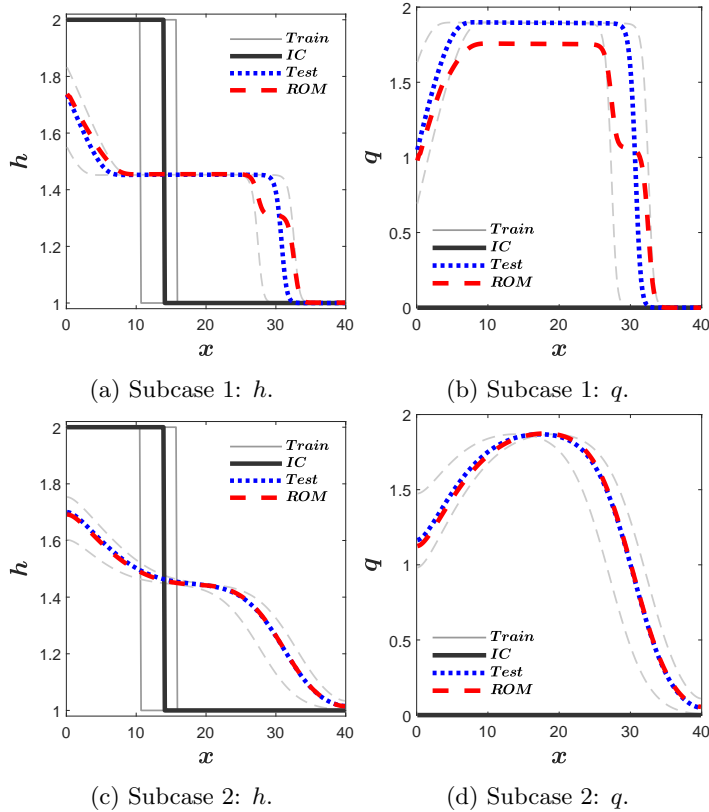 2
1.8
1.6
1.4
1.2
1
h
0
10
20
30
40
x
Train
IC
Test
ROM
(a) Subcase 1: h.
2
1.5
1
0.5
0
q
0
10
20
30
40
x
Train
IC
Test
ROM
(b) Subcase 1: q.
2
1.8
1.6
1.4
1.2
1
h
0
10
20
30
40
x
Train
IC
Test
ROM
(c) Subcase 2: h.
2
1.5
1
0.5
0
q
0
10
20
30
40
x
Train
IC
Test
ROM
(d) Subcase 2: q.